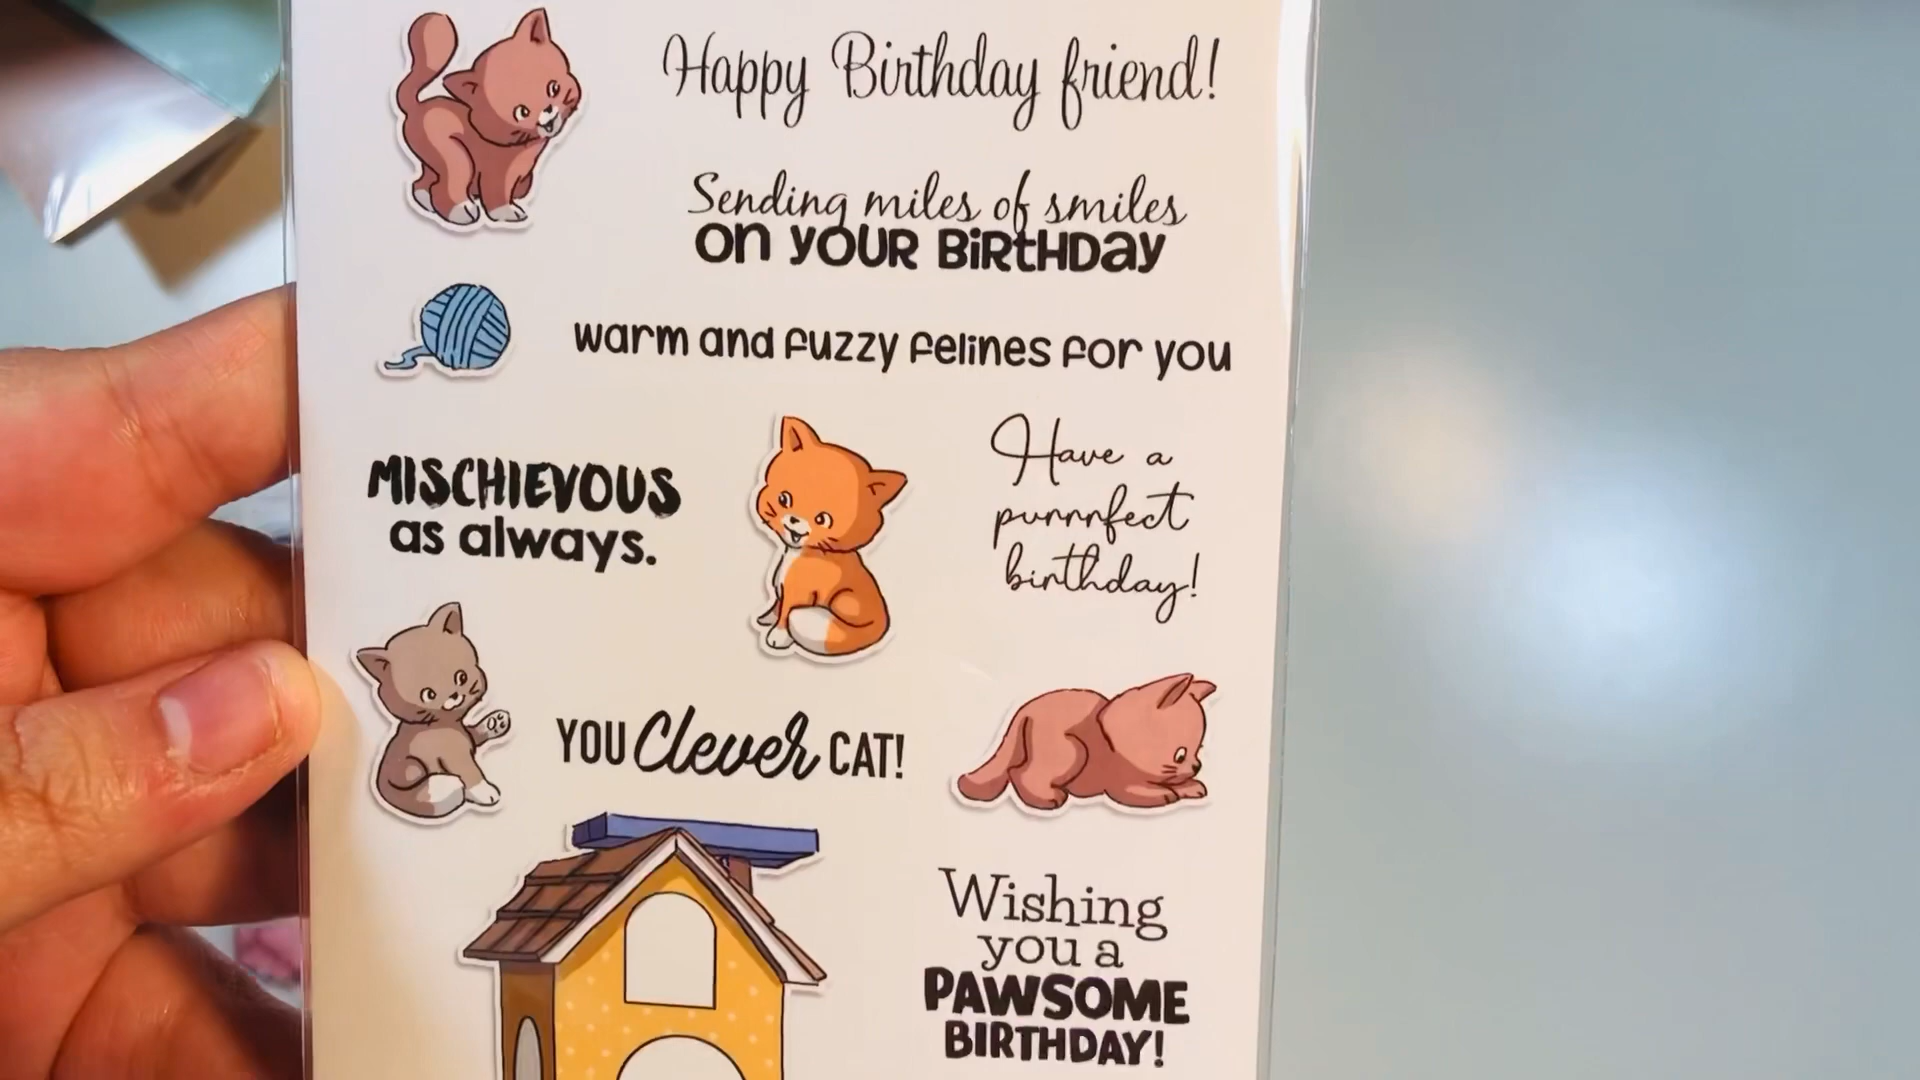 Happy Birthday friend!
Sending miles of smiles
on your Birthday
warm and fuzzy felines for you
MISCHIEVOUS
as always.
Have a
purrrfect
birthday!
YOU Clever CAT!
Wishing
you a
PAWSOME
BIRTHDAY!